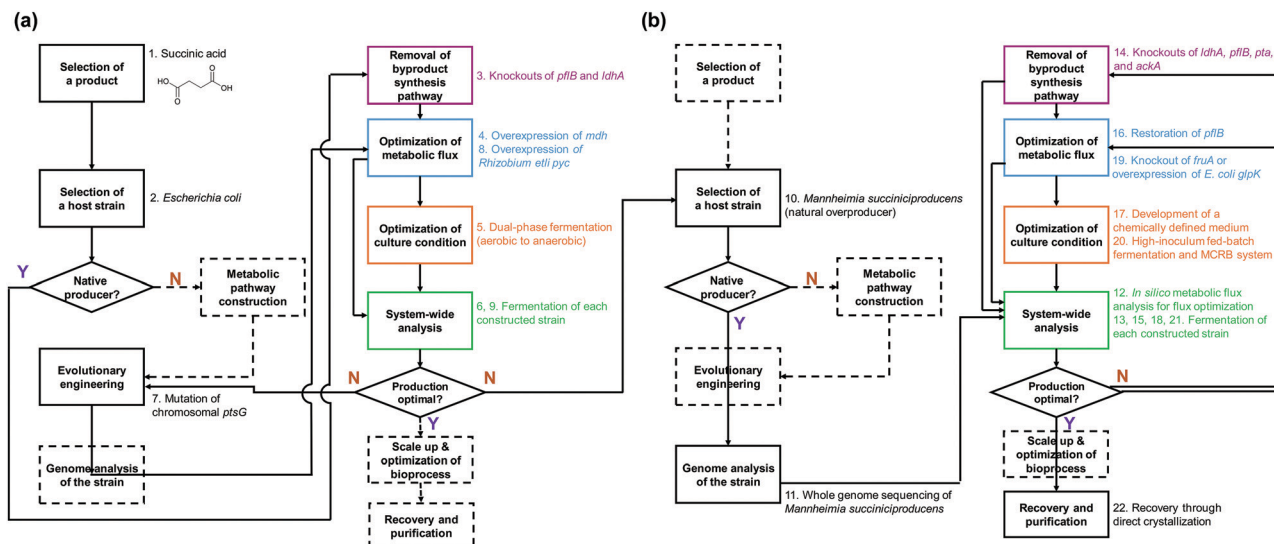 (a)
Selection of
a product
1. Succinic acid
HO
O
O
OH
Selection of
a host strain
2. Escherichia coli
Y
Native
producer?
N
Metabolic
pathway
construction
Evolutionary
engineering
7. Mutation of
chromosomal ptsG
Genome analysis
of the strain
Removal of
byproduct
synthesis
pathway
3. Knockouts of pflB and ldhA
Optimization of
metabolic flux
4. Overexpression of mdh
8. Overexpression of
Rhizobium etli pyc
Optimization
of culture condition
5. Dual-phase fermentation
(aerobic to anaerobic)
System-wide
analysis
6, 9. Fermentation of each
constructed strain
N
Production
optimal?
N
Y
Scale up &
optimization of
bioprocess
Recovery and
purification
(b)
Selection of
a product
Selection of
a host strain
10. Mannheimia succiniciproducens
(natural overproducer)
Native
producer?
N
Y
Metabolic
pathway
construction
Evolutionary
engineering
Genome analysis
of the strain
11. Whole genome sequencing of
Mannheimia succiniciproducens
Removal of
byproduct
synthesis
pathway
14. Knockouts of ldhA, pflB, pta,
and ackA
Optimization of
metabolic flux
16. Restoration of pflB
19. Knockout of fruA or
overexpression of E. coli glpK
Optimization
of culture condition
17. Development of a
chemically defined medium
20. High-inoculum fed-batch
fermentation and MCRB system
System-wide
analysis
12. In silico metabolic flux
analysis for flux optimization
13, 15, 18, 21. Fermentation of
each constructed strain
Production
optimal?
N
Y
Scale up &
optimization of
bioprocess
Recovery and
purification
22. Recovery through
direct crystallization